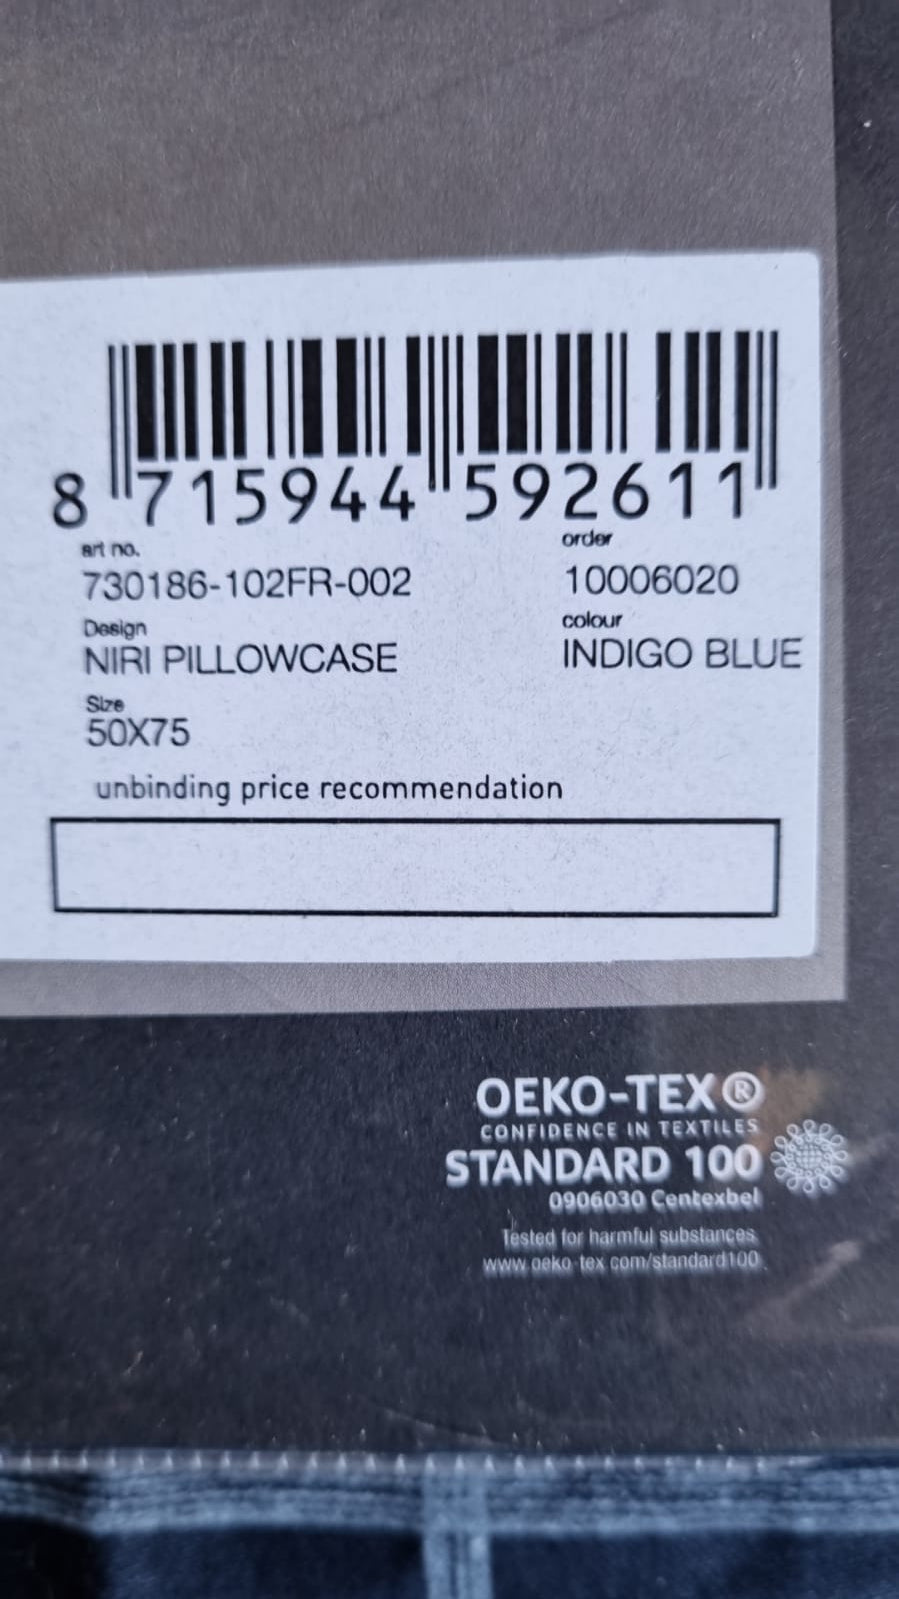 8 715944 592611
art no. order
730186-102FR-002 10006020
Design colour
NIRI PILLOWCASE INDIGO BLUE
Size
50X75
unbinding price recommendation
OEKO-TEX®
CONFIDENCE IN TEXTILES
STANDARD 100
0906030 Centexbel
Tested for harmful substances.
www.oeko-tex.com/standard100